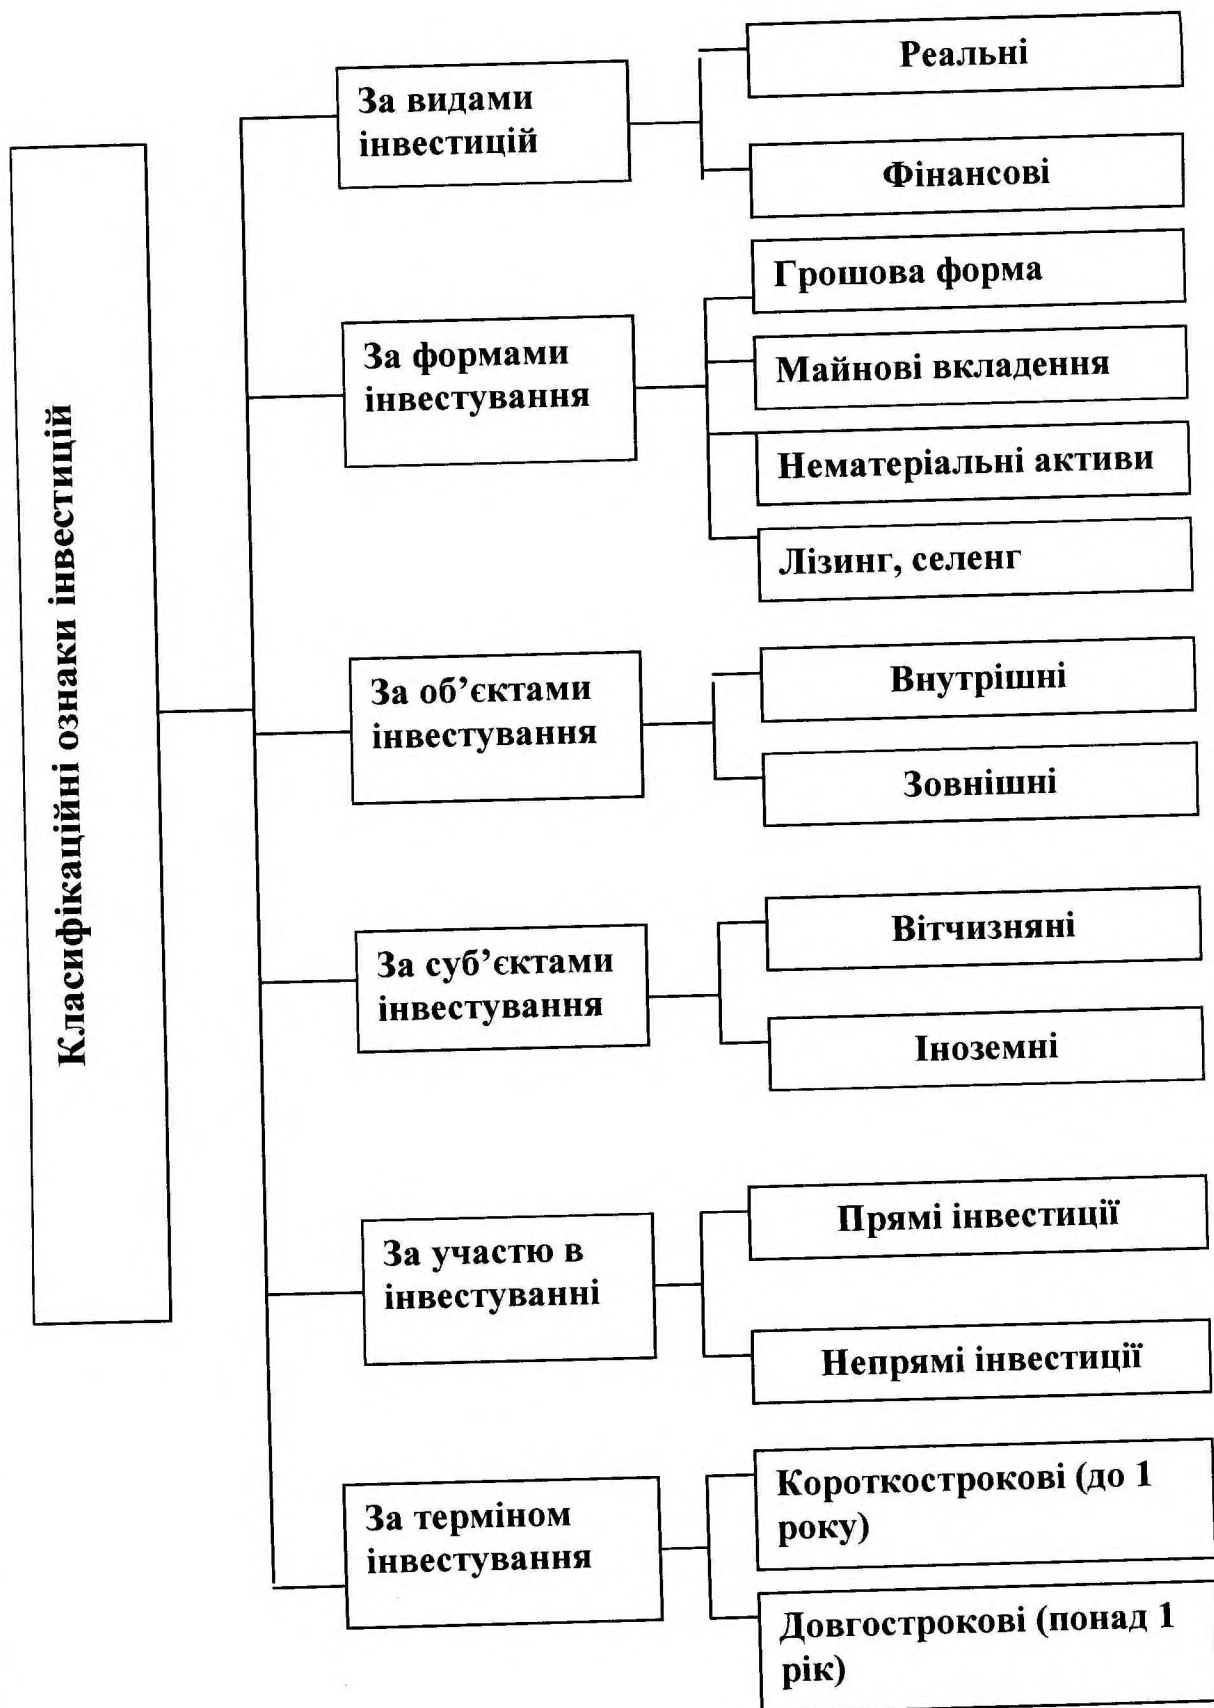 Класифікаційні ознаки інвестицій
За видами
інвестицій
Реальні
Фінансові
За формами
інвестування
Грошова форма
Майнові вкладення
Нематеріальні активи
Лізинг, селенг
За об’єктами
інвестування
Внутрішні
Зовнішні
За суб’єктами
інвестування
Вітчизняні
Іноземні
За участю в
інвестуванні
Прямі інвестиції
Непрямі інвестиції
За терміном
інвестування
Короткострокові (до 1
року)
Довгострокові (понад 1
рік)